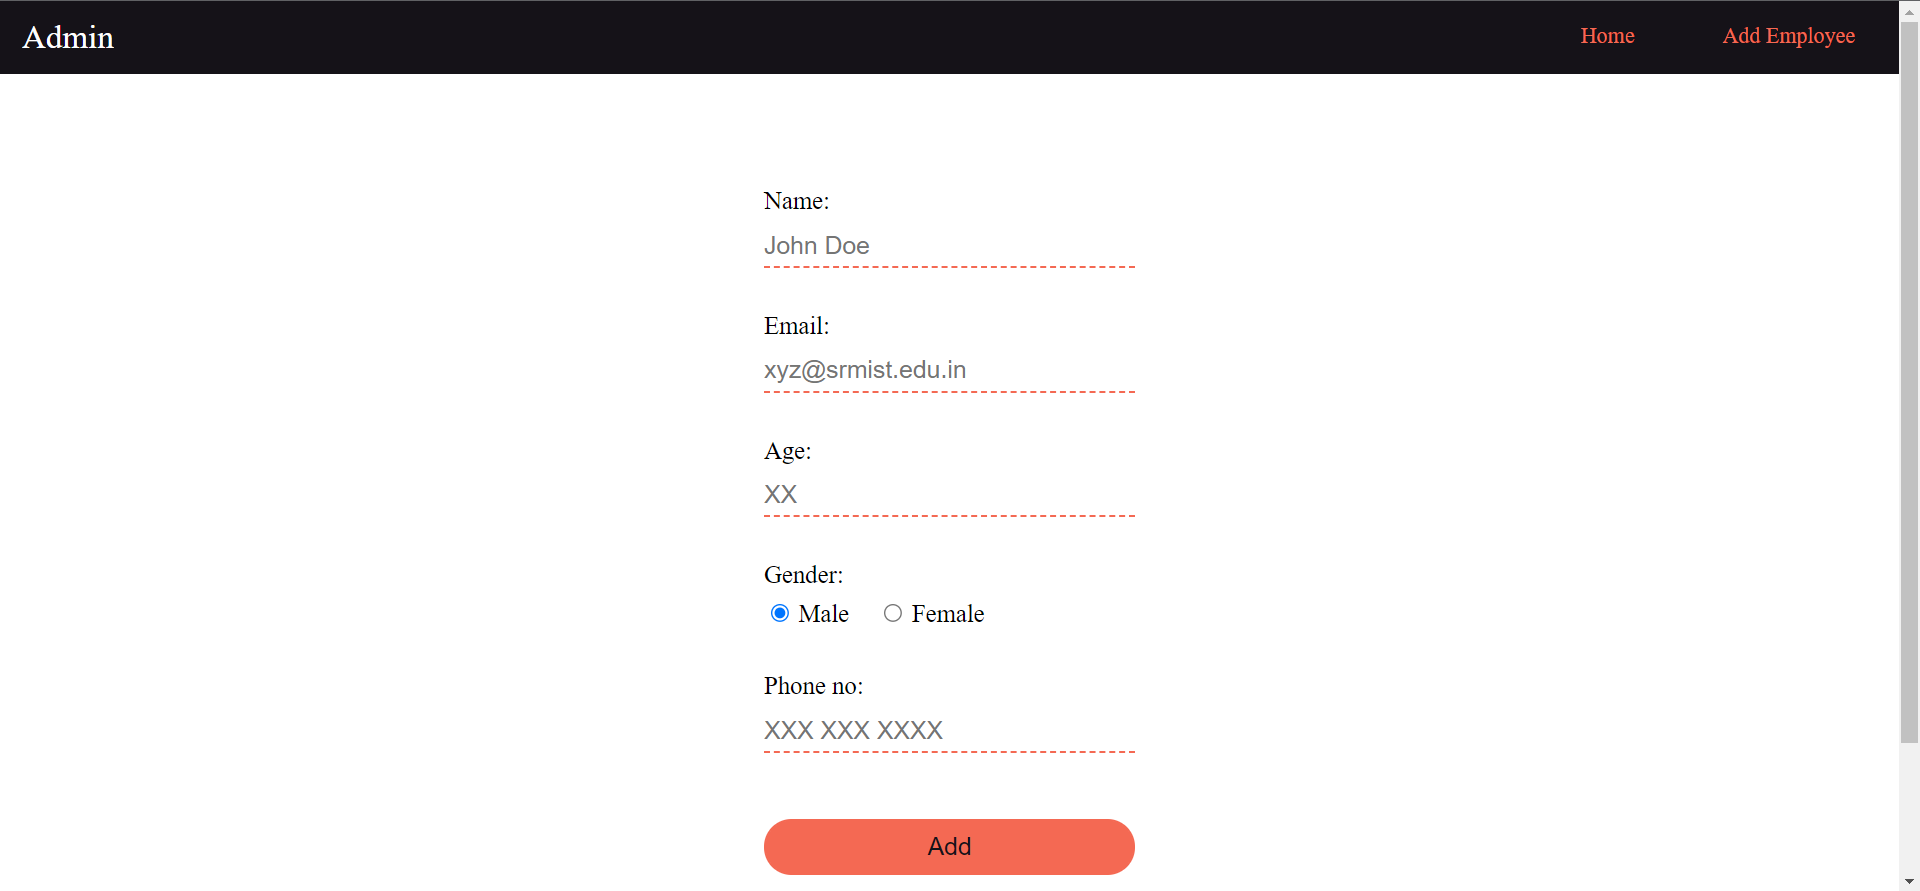 Admin Home Add Employee
Name:
John Doe
Email:
xyz@srmist.edu.in
Age:
XX
Gender:
Male Female
Phone no:
XXX XXX XXXX
Add